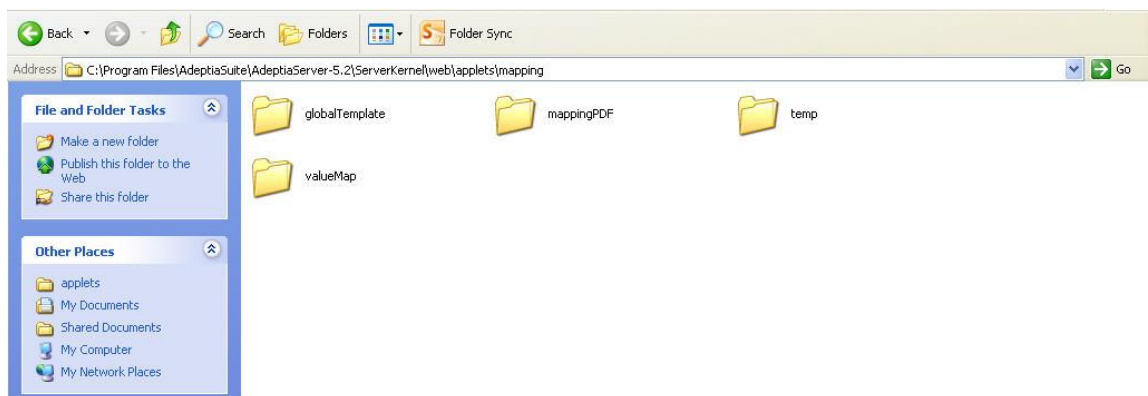 Back Search Folders Folder Sync
Address C:\Program Files\AdeptiaSuite\AdeptiaServer-5.2\ServerKernel\web\applets\mapping Go
File and Folder Tasks
Make a new folder
Publish this folder to the
Web
Share this folder
Other Places
applets
My Documents
Shared Documents
My Computer
My Network Places
globalTemplate mappingPDF temp
valueMap